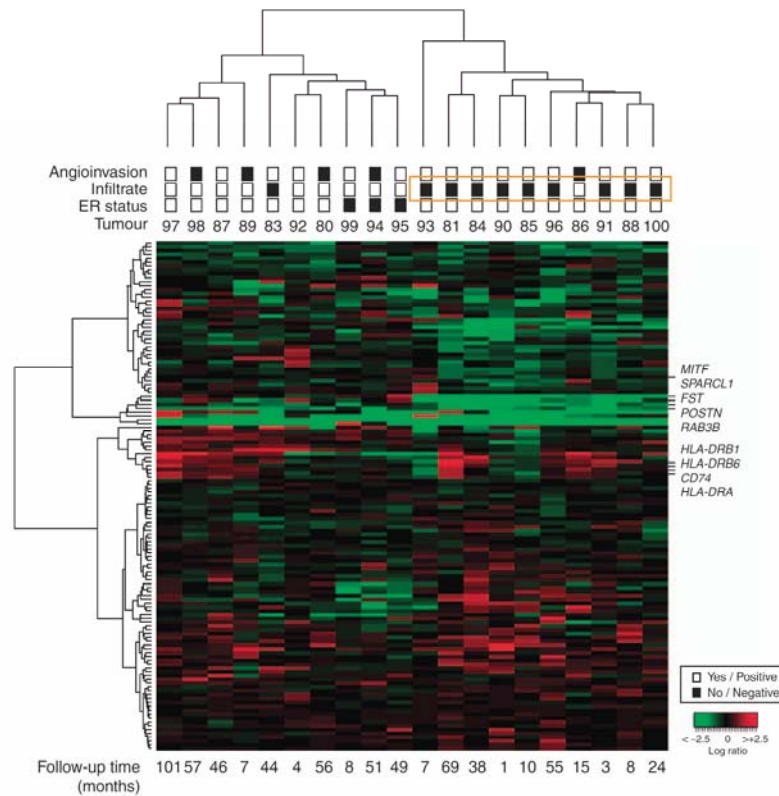 Angioinvasion
Infiltrate
ER status
Tumour 97 98 87 89 83 92 80 99 94 95 93 81 84 90 85 96 86 91 88 100
MITF
SPARCL1
FST
POSTN
RAB3B
HLA-DRB1
HLA-DRB6
CD74
HLA-DRA
Yes / Positive
No / Negative
< -2.5 0 >+2.5
Log ratio
Follow-up time 101 57 46 7 44 4 56 8 51 49 7 69 38 1 10 55 15 3 8 24
(months)